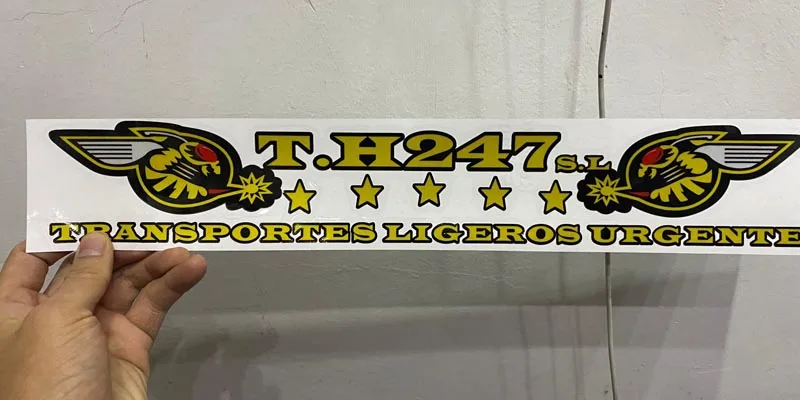 T.H247 S.L
TRANSPORTES LIGEROS URGENTE